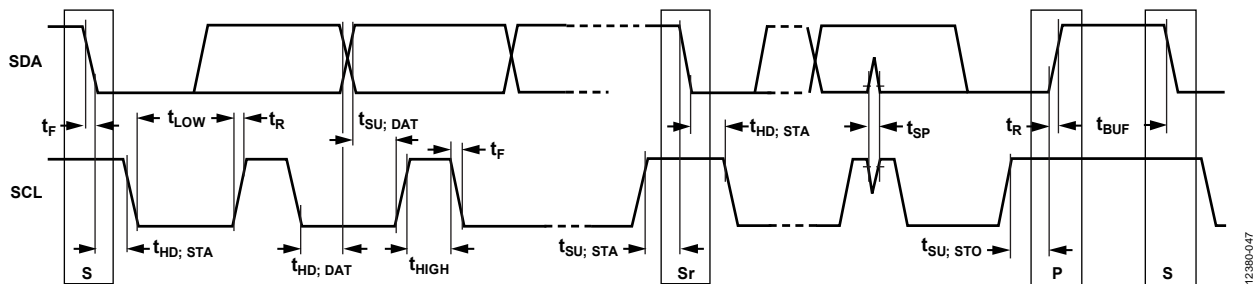 SDA
tF
tLOW
tR
tSU; DAT
tF
tHD; STA
tSP
tR
tBUF
SCL
tHD; STA
tHD; DAT
tHIGH
tSU; STA
tSU; STO
S
Sr
P
S
12380-047